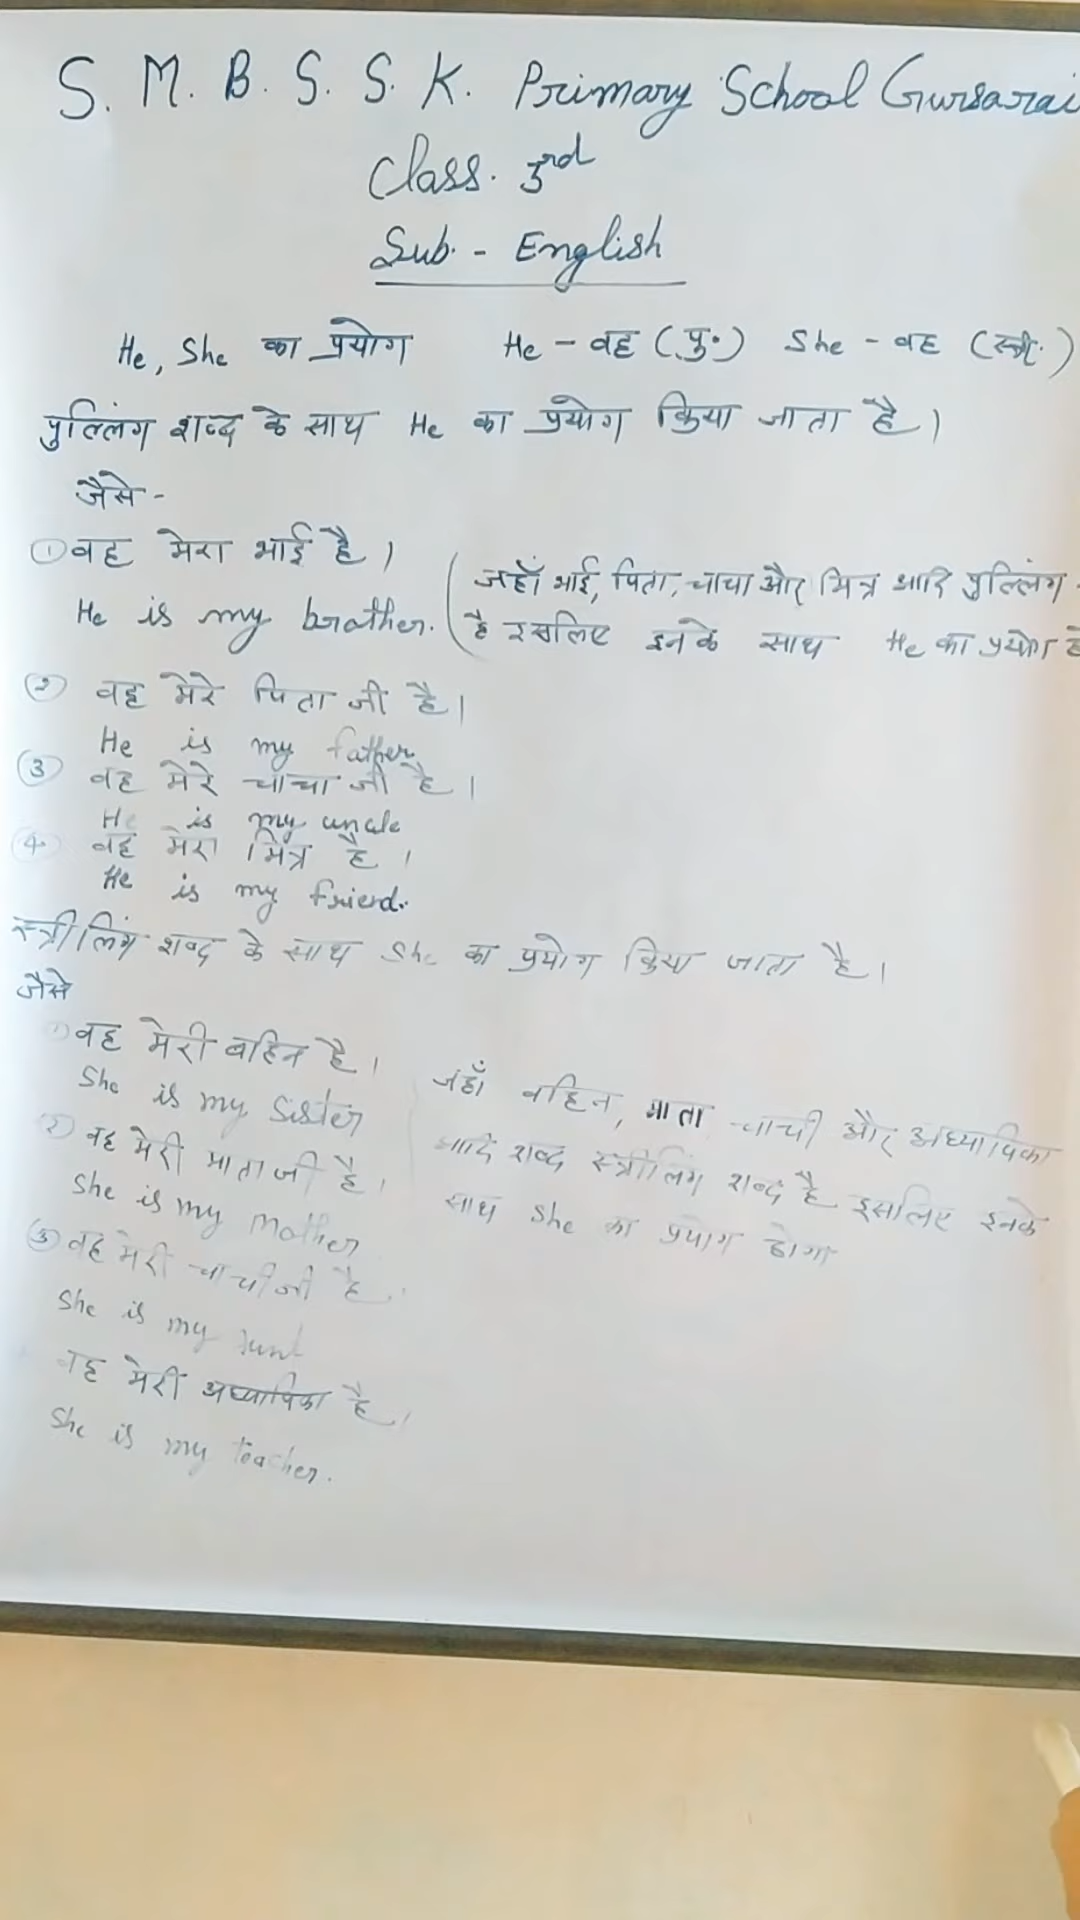 S. M. B. S. S. K. Primary School Gursarai
Class. 3rd
Sub. - English
He, She का प्रयोग He - वह (पु॰) She - वह (स्त्री॰)
पुल्लिंग शब्द के साथ He का प्रयोग किया जाता है।
जैसे -
① वह मेरा भाई है।
He is my brother.
(जहाँ भाई, पिता, चाचा और मित्र आदि पुल्लिंग
है इसलिए इनके साथ He का प्रयोग
② वह मेरे पिता जी है।
He is my father
③ वह मेरे चाचा जी है।
He is my uncle
④ वह मेरा मित्र है।
He is my friend.
स्त्रीलिंग शब्द के साथ She का प्रयोग किया जाता है।
जैसे
① वह मेरी बहिन है।
She is my sister
② वह मेरी माता जी है।
She is my mother
③ वह मेरी चाची जी है।
She is my
वह मेरी अध्यापिका है।
She is my teacher.
जहाँ बहिन, माता चाची और अध्यापिका
आदि शब्द स्त्रीलिंग शब्द है इसलिए इनके
साथ She का प्रयोग होगा